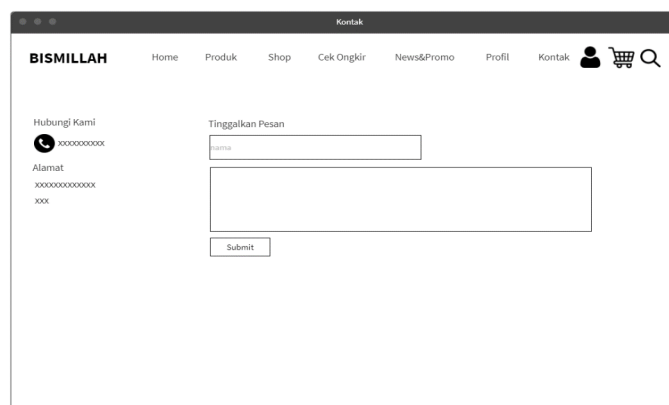 Kontak
BISMILLAH Home Produk Shop Cek Ongkir News&Promo Profil Kontak
Hubungi Kami
xxxxxxxxxx
Alamat
xxxxxxxxxxxxx
xxx
Tinggalkan Pesan
nama
Submit